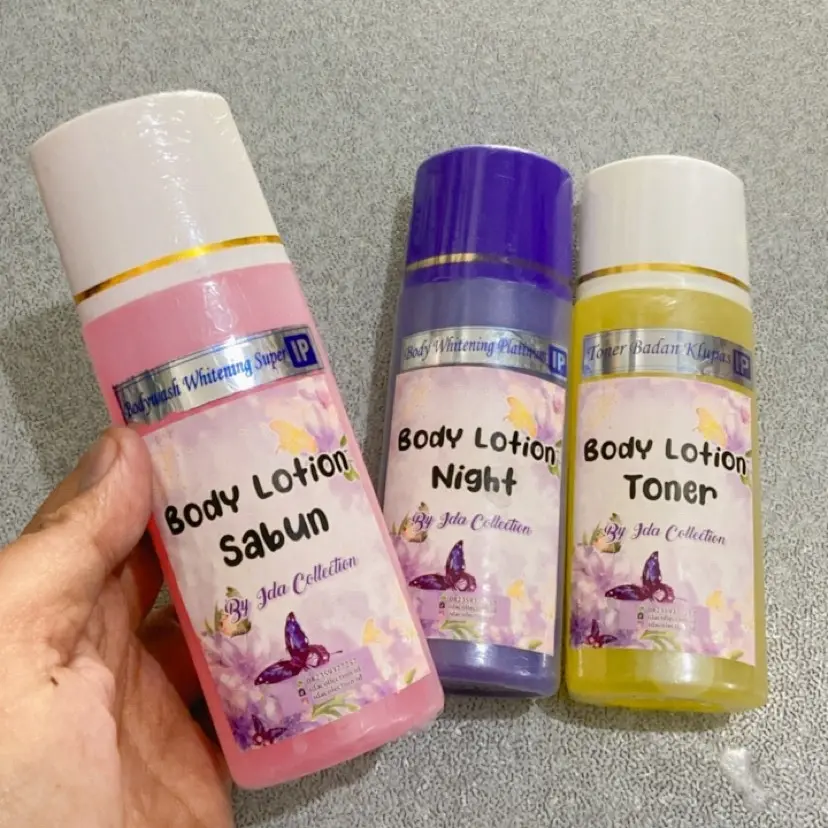 Bodywash Whitening Super IP
Body Lotion
Sabun
By Ida Collection
Body Whitening Platinum IP
Body Lotion
Night
By Ida Collection
Toner Badan Klupas IP
Body Lotion
Toner
By Ida Collection